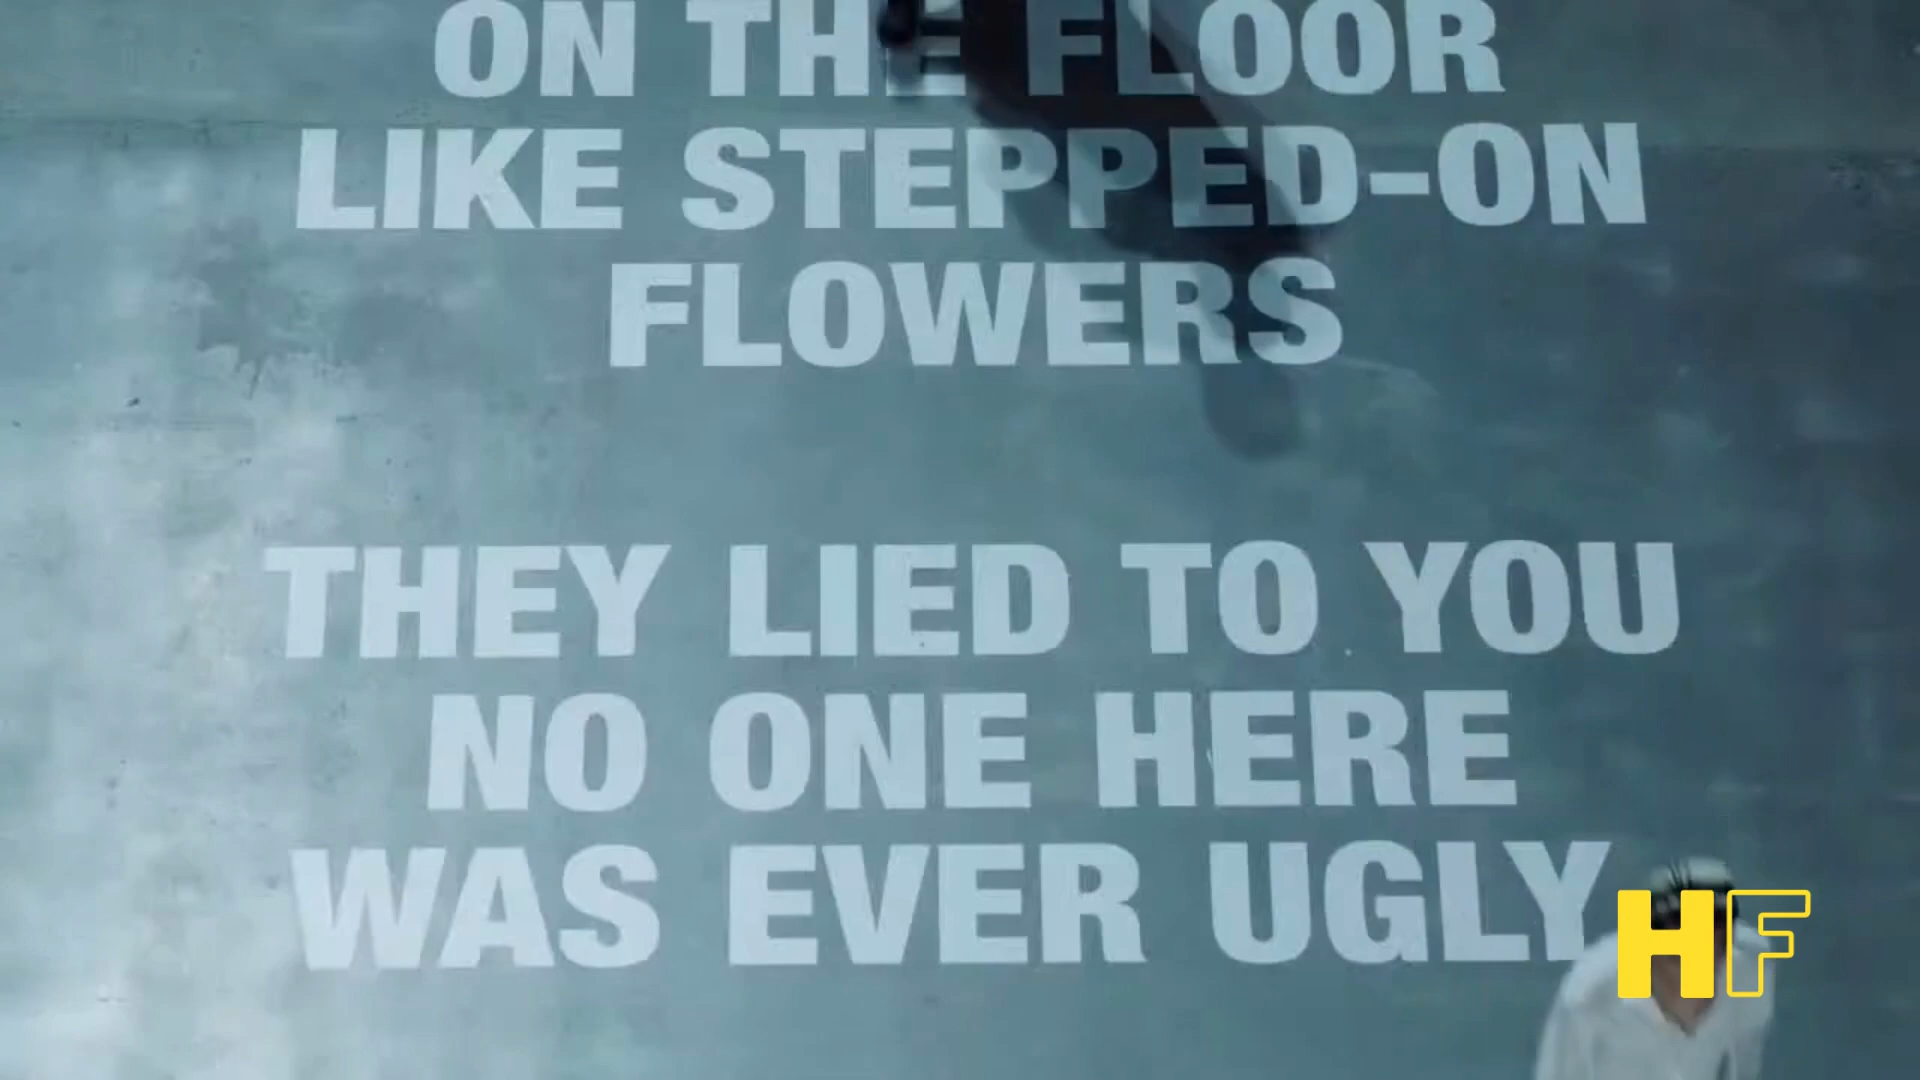 ON THE FLOOR
LIKE STEPPED-ON
FLOWERS
THEY LIED TO YOU
NO ONE HERE
WAS EVER UGLY
HF